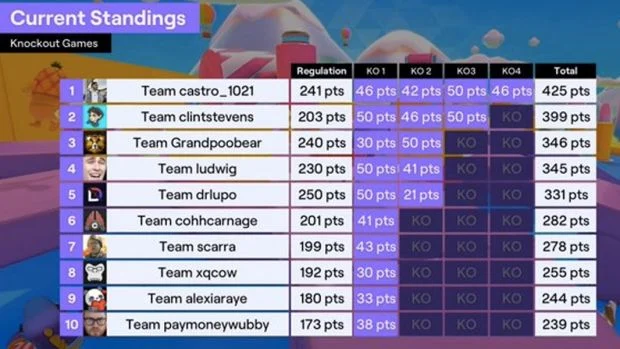 Current Standings
Knockout Games
Regulation KO 1 KO 2 KO3 KO4 Total
1 Team castro_1021 241 pts 46 pts 42 pts 50 pts 46 pts 425 pts
2 Team clintstevens 203 pts 50 pts 46 pts 50 pts KO 399 pts
3 Team Grandpoobear 240 pts 30 pts 50 pts KO KO 346 pts
4 Team ludwig 230 pts 50 pts 41 pts KO KO 345 pts
5 Team drlupo 250 pts 50 pts 21 pts KO KO 331 pts
6 Team cohhcarnage 201 pts 41 pts KO KO KO 282 pts
7 Team scarra 199 pts 43 pts KO KO KO 278 pts
8 Team xqcow 192 pts 30 pts KO KO KO 255 pts
9 Team alexiaraye 180 pts 33 pts KO KO KO 244 pts
10 Team paymoneywubby 173 pts 38 pts KO KO KO 239 pts